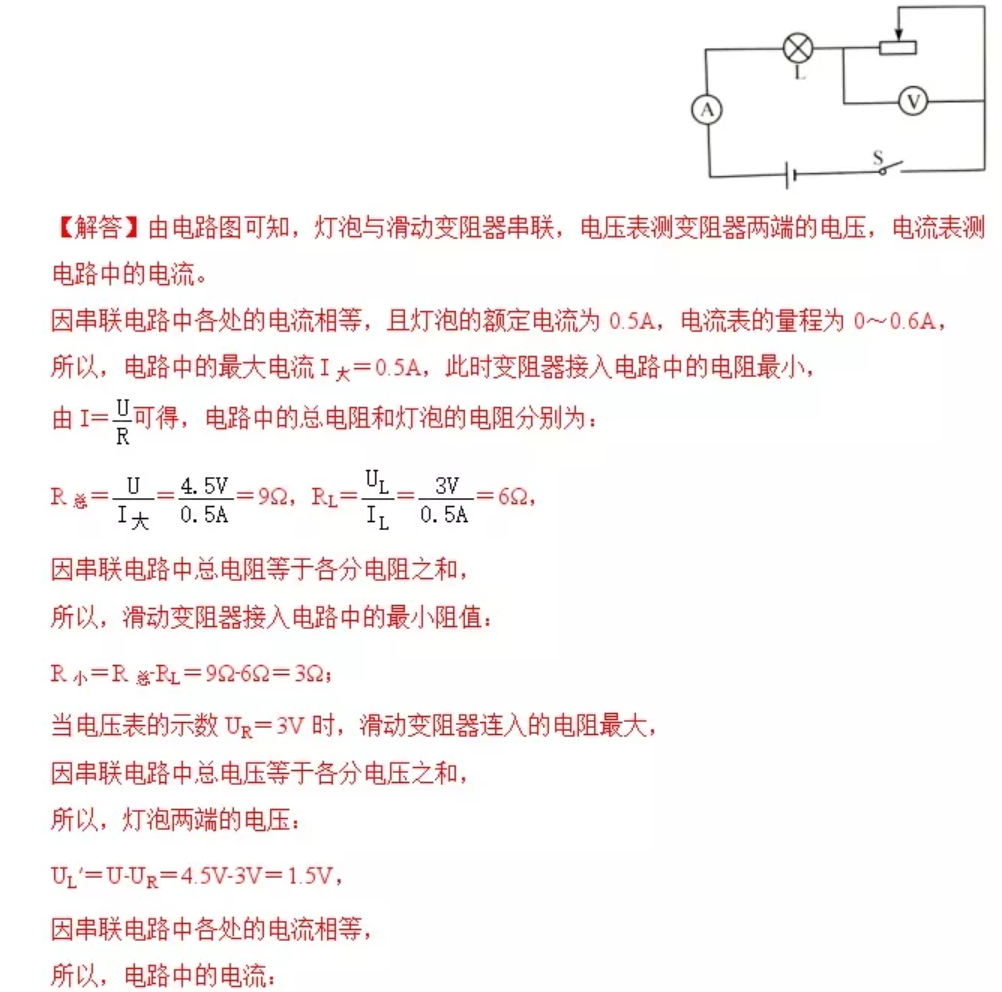 L
A
V
S
【解答】由电路图可知，灯泡与滑动变阻器串联，电压表测变阻器两端的电压，电流表测
电路中的电流。
因串联电路中各处的电流相等，且灯泡的额定电流为 0.5A，电流表的量程为 0～0.6A，
所以，电路中的最大电流 I大＝0.5A，此时变阻器接入电路中的电阻最小，
由 I＝U/R可得，电路中的总电阻和灯泡的电阻分别为：
R总＝U/I大＝4.5V/0.5A＝9Ω，RL＝UL/IL＝3V/0.5A＝6Ω，
因串联电路中总电阻等于各分电阻之和，
所以，滑动变阻器接入电路中的最小阻值：
R小＝R总-RL＝9Ω-6Ω＝3Ω；
当电压表的示数 UR＝3V 时，滑动变阻器连入的电阻最大，
因串联电路中总电压等于各分电压之和，
所以，灯泡两端的电压：
UL′＝U-UR＝4.5V-3V＝1.5V，
因串联电路中各处的电流相等，
所以，电路中的电流：